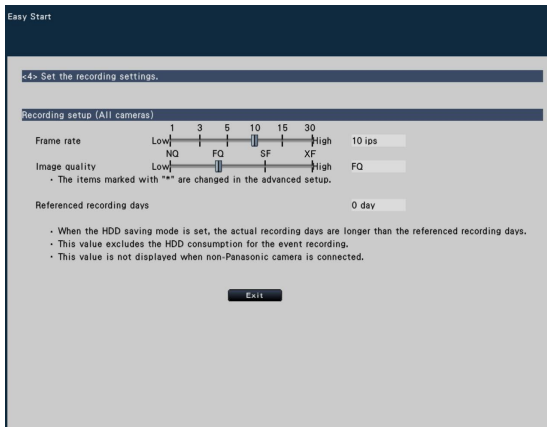 Easy Start
<4> Set the recording settings.
Recording setup (All cameras)
1 3 5 10 15 30
Frame rate Low High 10 ips
NQ FQ SF XF
Image quality Low High FQ
・ The items marked with "*" are changed in the advanced setup.
Referenced recording days 0 day
・ When the HDD saving mode is set, the actual recording days are longer than the referenced recording days.
・ This value excludes the HDD consumption for the event recording.
・ This value is not displayed when non-Panasonic camera is connected.
Exit